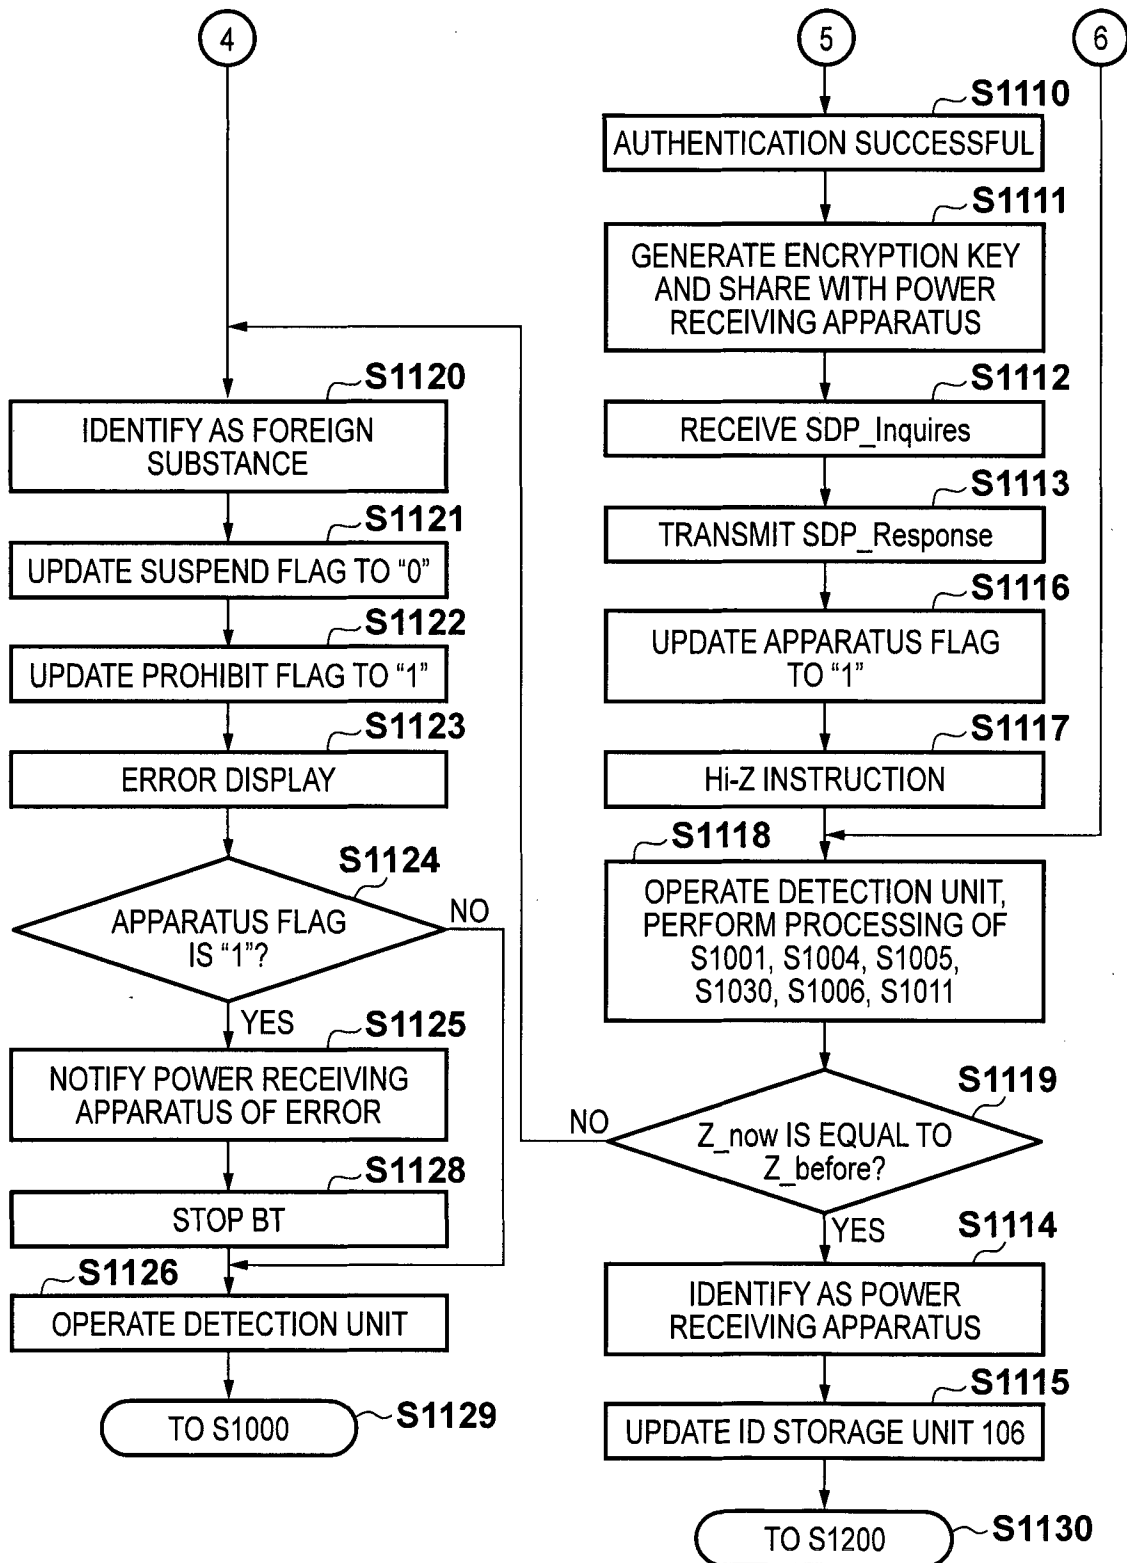 4
5
6
S1110
AUTHENTICATION SUCCESSFUL
S1111
GENERATE ENCRYPTION KEY
AND SHARE WITH POWER
RECEIVING APPARATUS
S1112
RECEIVE SDP_Inquires
S1113
TRANSMIT SDP_Response
S1116
UPDATE APPARATUS FLAG
TO “1”
S1117
Hi-Z INSTRUCTION
S1118
OPERATE DETECTION UNIT,
PERFORM PROCESSING OF
S1001, S1004, S1005,
S1030, S1006, S1011
S1119
Z_now IS EQUAL TO
Z_before?
NO
YES
S1114
IDENTIFY AS POWER
RECEIVING APPARATUS
S1115
UPDATE ID STORAGE UNIT 106
TO S1200
S1130
S1120
IDENTIFY AS FOREIGN
SUBSTANCE
S1121
UPDATE SUSPEND FLAG TO “0”
S1122
UPDATE PROHIBIT FLAG TO “1”
S1123
ERROR DISPLAY
S1124
APPARATUS FLAG
IS “1”?
NO
YES
S1125
NOTIFY POWER RECEIVING
APPARATUS OF ERROR
S1128
STOP BT
S1126
OPERATE DETECTION UNIT
TO S1000
S1129